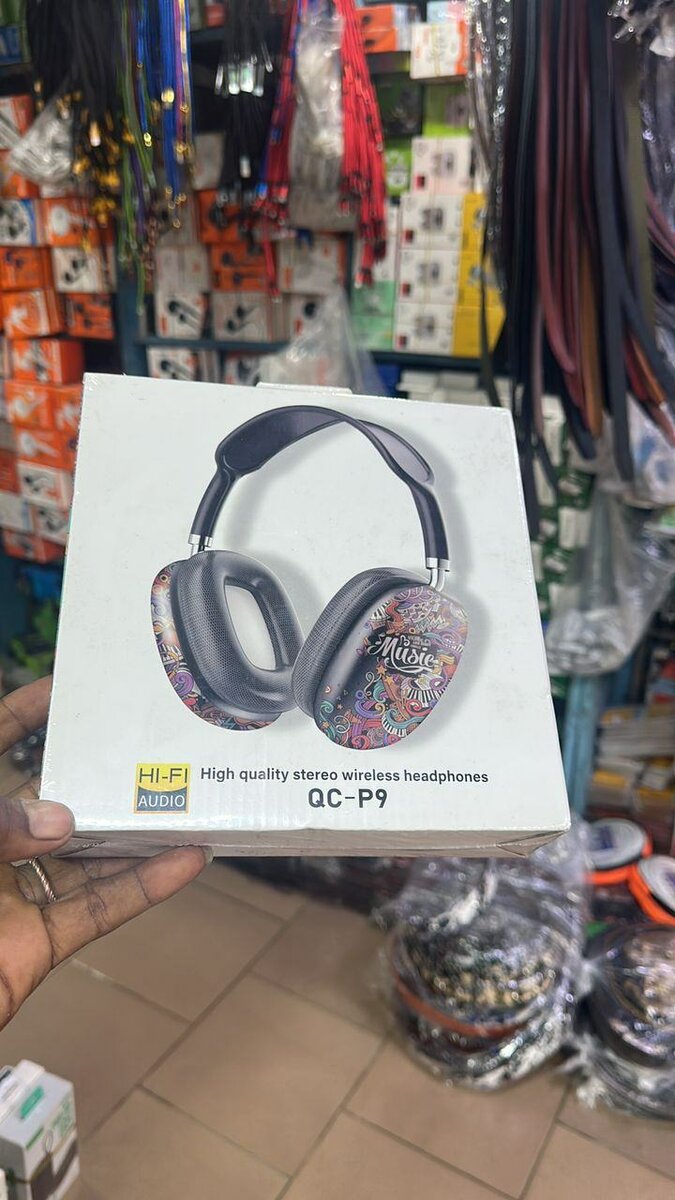 Music
HI-FI
AUDIO
High quality stereo wireless headphones
QC-P9